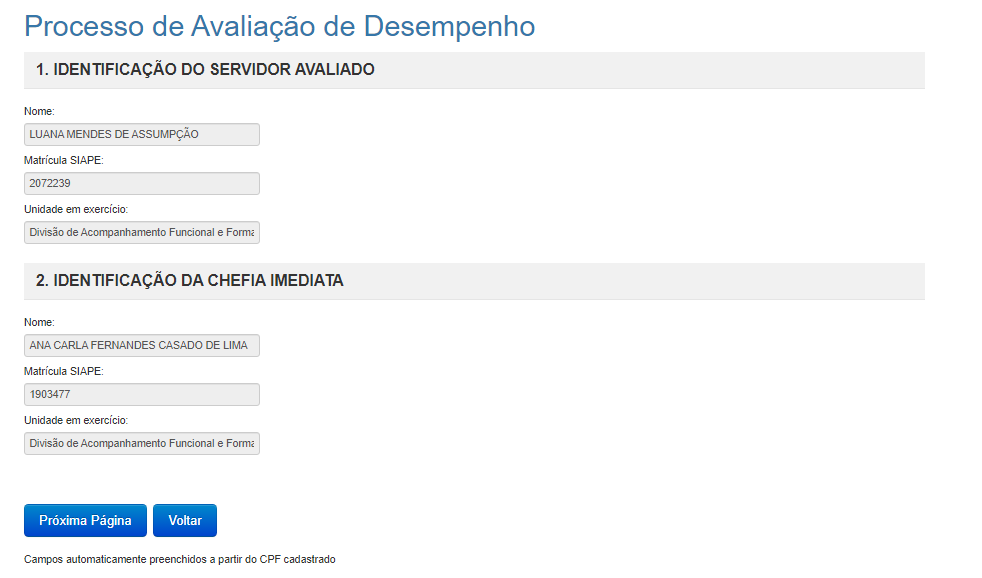 Processo de Avaliação de Desempenho
1. IDENTIFICAÇÃO DO SERVIDOR AVALIADO
Nome:
LUANA MENDES DE ASSUMPÇÃO
Matrícula SIAPE:
2072239
Unidade em exercício:
Divisão de Acompanhamento Funcional e Forma
2. IDENTIFICAÇÃO DA CHEFIA IMEDIATA
Nome:
ANA CARLA FERNANDES CASADO DE LIMA
Matrícula SIAPE:
1903477
Unidade em exercício:
Divisão de Acompanhamento Funcional e Forma
Próxima Página Voltar
Campos automaticamente preenchidos a partir do CPF cadastrado